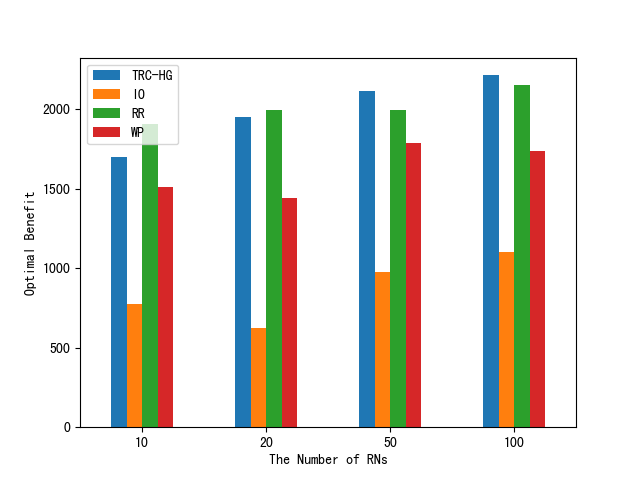 TRC-HG
IO
RR
WP
2000
1500
1000
500
0
Optimal Benefit
10 20 50 100
The Number of RNs